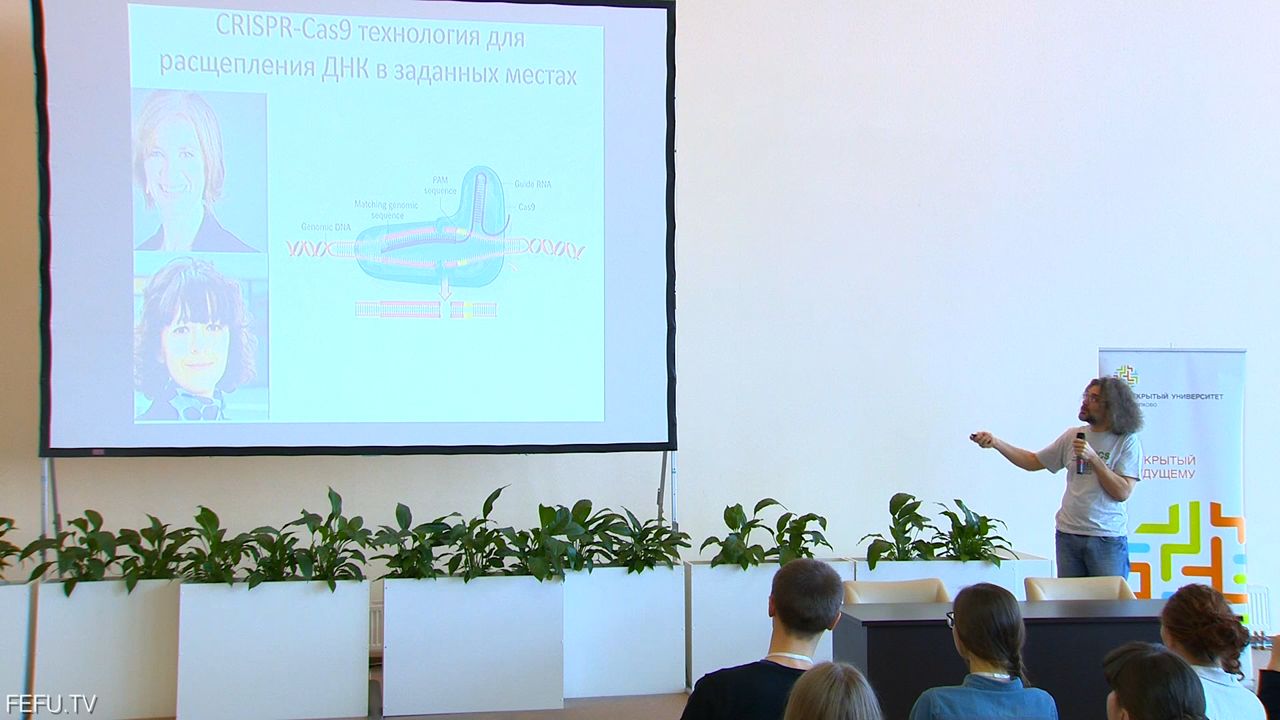 CRISPR-Cas9 технология для
расщепления ДНК в заданных местах
PAM
sequence
Guide RNA
Cas9
Matching genomic
sequence
Genomic DNA
КРЫТЫЙ УНИВЕРСИТЕТ
КРЫТЫЙ
ДУЩЕМУ
FEFU.TV